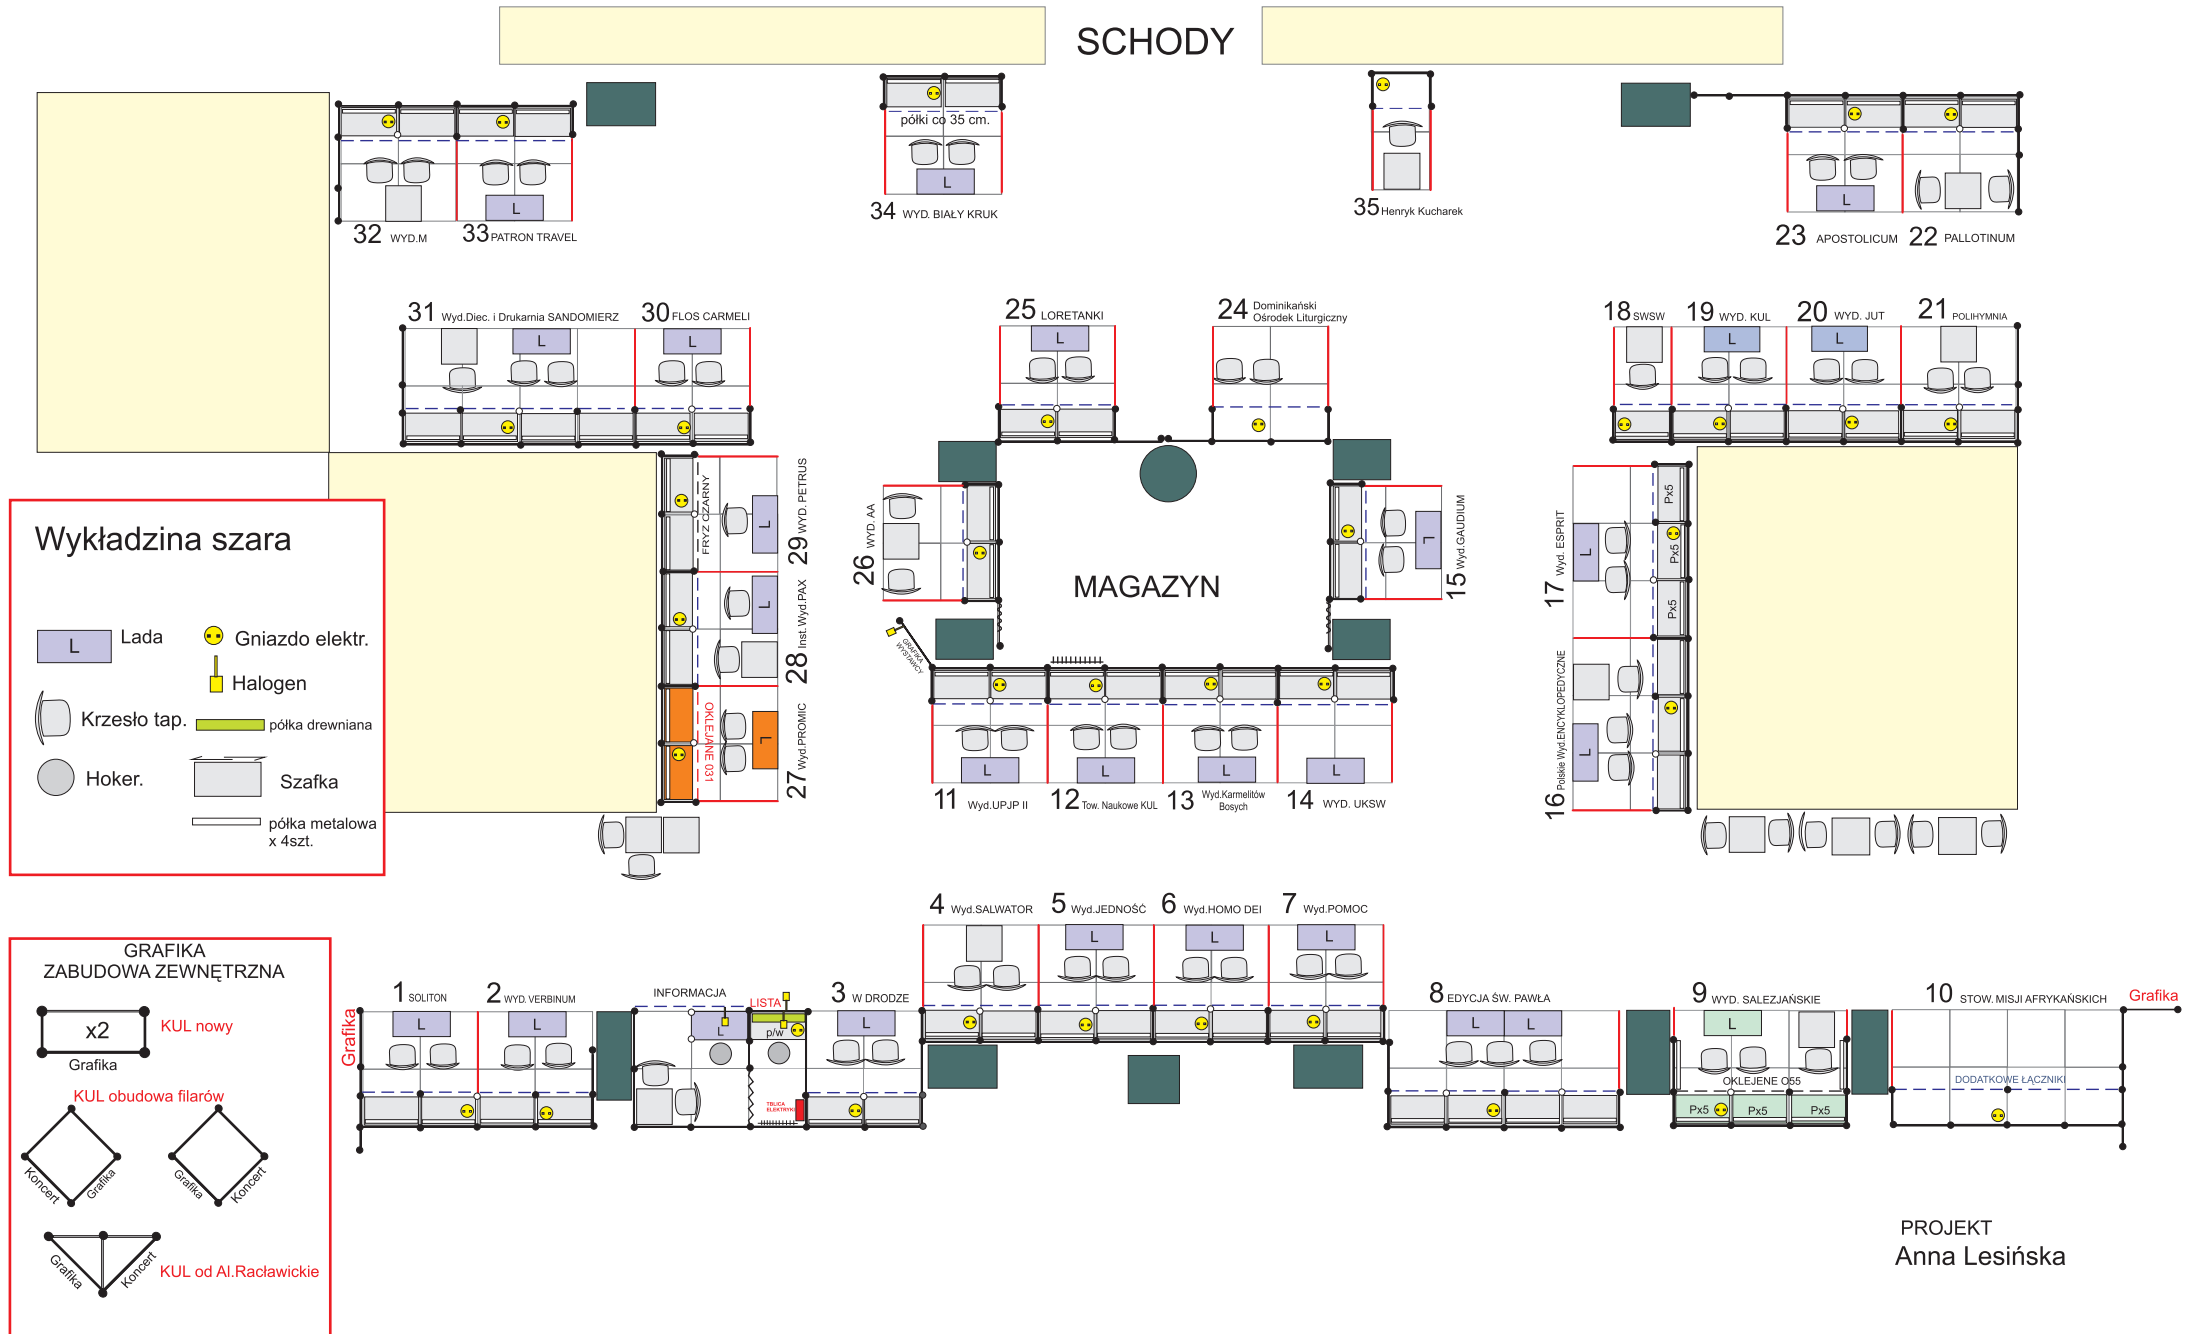 SCHODY
półki co 35 cm.
L
L
L
32 WYD.M
33 PATRON TRAVEL
34 WYD. BIAŁY KRUK
35 Henryk Kucharek
23 APOSTOLICUM
22 PALLOTINUM
31 Wyd.Diec. i Drukarnia SANDOMIERZ
30 FLOS CARMELI
25 LORETANKI
24 Dominikański
Ośrodek Liturgiczny
18 SWSW
19 WYD. KUL
20 WYD. JUT
21 POLIHYMNIA
L
L
L
L
L
FRYZ CZARNY
L
29 WYD. PETRUS
L
28 Inst.Wyd.PAX
OKLEJANE 031
L
27 Wyd.PROMIC
26 WYD. AA
MAGAZYN
L
15 Wyd.GAUDIUM
GRAFIKA
WYSTAWCY
17 Wyd. ESPRIT
L
Px5
Px5
Px5
16 Polskie Wyd.ENCYKLOPEDYCZNE
L
L
L
L
L
11 Wyd.UPJP II
12 Tow. Naukowe KUL
13 Wyd.Karmelitów
Bosych
14 WYD. UKSW
Wykładzina szara
L Lada
Gniazdo elektr.
Halogen
Krzesło tap.
półka drewniana
Hoker.
Szafka
półka metalowa
x 4szt.
4 Wyd.SALWATOR
5 Wyd.JEDNOŚĆ
6 Wyd.HOMO DEI
7 Wyd.POMOC
L
L
L
GRAFIKA
ZABUDOWA ZEWNĘTRZNA
x2
KUL nowy
Grafika
KUL obudowa filarów
Koncert
Grafika
Grafika
Koncert
Grafika
Koncert
KUL od Al.Racławickie
Grafika
1 SOLITON
2 WYD. VERBINUM
INFORMACJA
LISTA
3 W DRODZE
8 EDYCJA ŚW. PAWŁA
9 WYD. SALEZJAŃSKIE
10 STOW. MISJI AFRYKAŃSKICH
Grafika
L
L
L
p/w
L
L
L
L
TBLICA
ELEKTRYK
OKLEJENE O55
Px5
Px5
Px5
DODATKOWE ŁĄCZNIKI
PROJEKT
Anna Lesińska